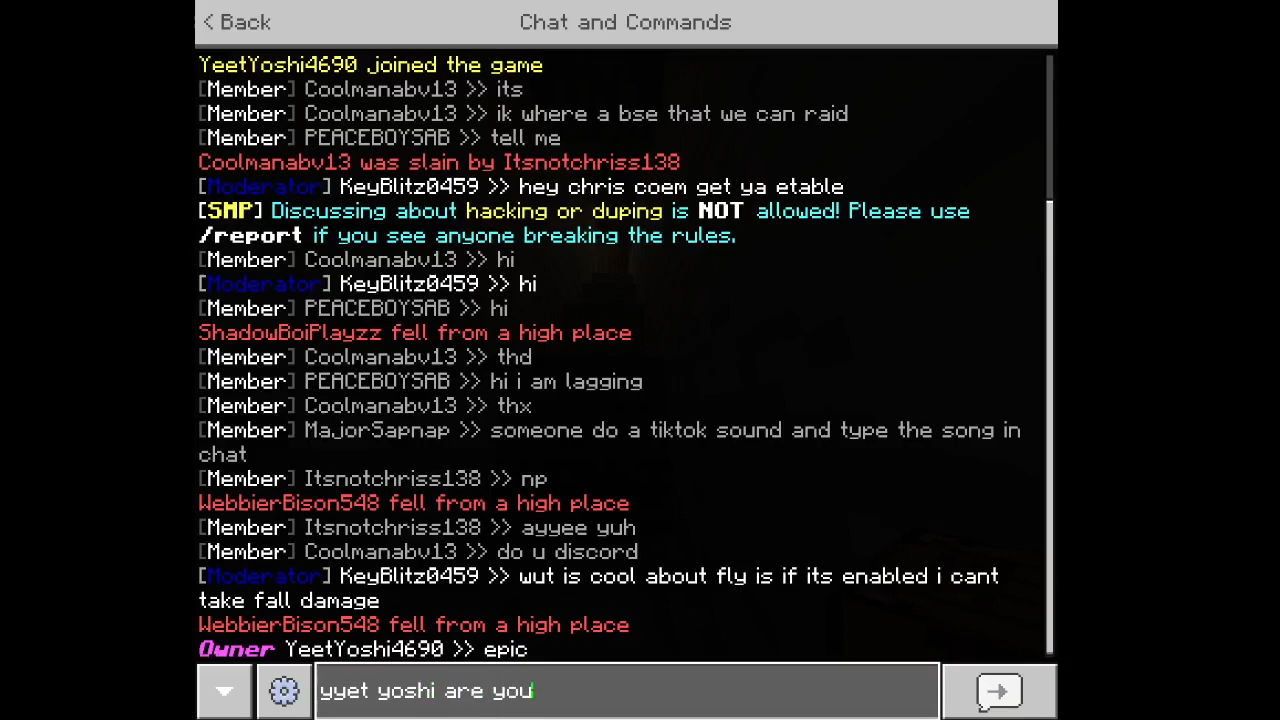 < Back
Chat and Commands
YeetYoshi4690 joined the game
[Member] Coolmanabv13 >> its
[Member] Coolmanabv13 >> ik where a bse that we can raid
[Member] PEACEBOYSAB >> tell me
Coolmanabv13 was slain by Itsnotchriss138
[Moderator] KeyBlitz0459 >> hey chris coem get ya etable
[SMP] Discussing about hacking or duping is NOT allowed! Please use
/report if you see anyone breaking the rules.
[Member] Coolmanabv13 >> hi
[Moderator] KeyBlitz0459 >> hi
[Member] PEACEBOYSAB >> hi
ShadowBoiPlayzz fell from a high place
[Member] Coolmanabv13 >> thd
[Member] PEACEBOYSAB >> hi i am lagging
[Member] Coolmanabv13 >> thx
[Member] MajorSapnap >> someone do a tiktok sound and type the song in
chat
[Member] Itsnotchriss138 >> np
WebbierBison548 fell from a high place
[Member] Itsnotchriss138 >> ayyee yuh
[Member] Coolmanabv13 >> do u discord
[Moderator] KeyBlitz0459 >> wut is cool about fly is if its enabled i cant
take fall damage
WebbierBison548 fell from a high place
Owner YeetYoshi4690 >> epic
yyet yoshi are you